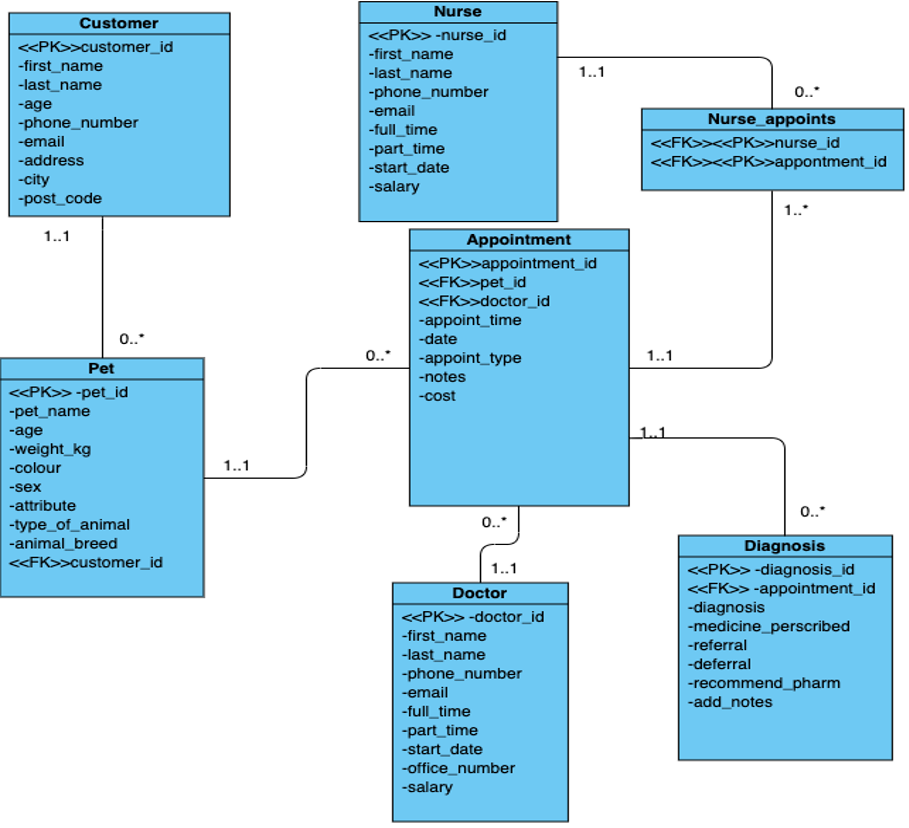 Customer
<<PK>>customer_id
-first_name
-last_name
-age
-phone_number
-email
-address
-city
-post_code
1..1
0..*
Nurse
<<PK>> -nurse_id
-first_name
-last_name
-phone_number
-email
-full_time
-part_time
-start_date
-salary
1..1
0..*
Nurse_appoints
<<FK>><<PK>>nurse_id
<<FK>><<PK>>appontment_id
1..*
1..1
Appointment
<<PK>>appointment_id
<<FK>>pet_id
<<FK>>doctor_id
-appoint_time
-date
-appoint_type
-notes
-cost
Pet
<<PK>> -pet_id
-pet_name
-age
-weight_kg
-colour
-sex
-attribute
-type_of_animal
-animal_breed
<<FK>>customer_id
0..*
1..1
1..1
0..*
0..*
1..1
Doctor
<<PK>> -doctor_id
-first_name
-last_name
-phone_number
-email
-full_time
-part_time
-start_date
-office_number
-salary
Diagnosis
<<PK>> -diagnosis_id
<<FK>> -appointment_id
-diagnosis
-medicine_perscribed
-referral
-deferral
-recommend_pharm
-add_notes